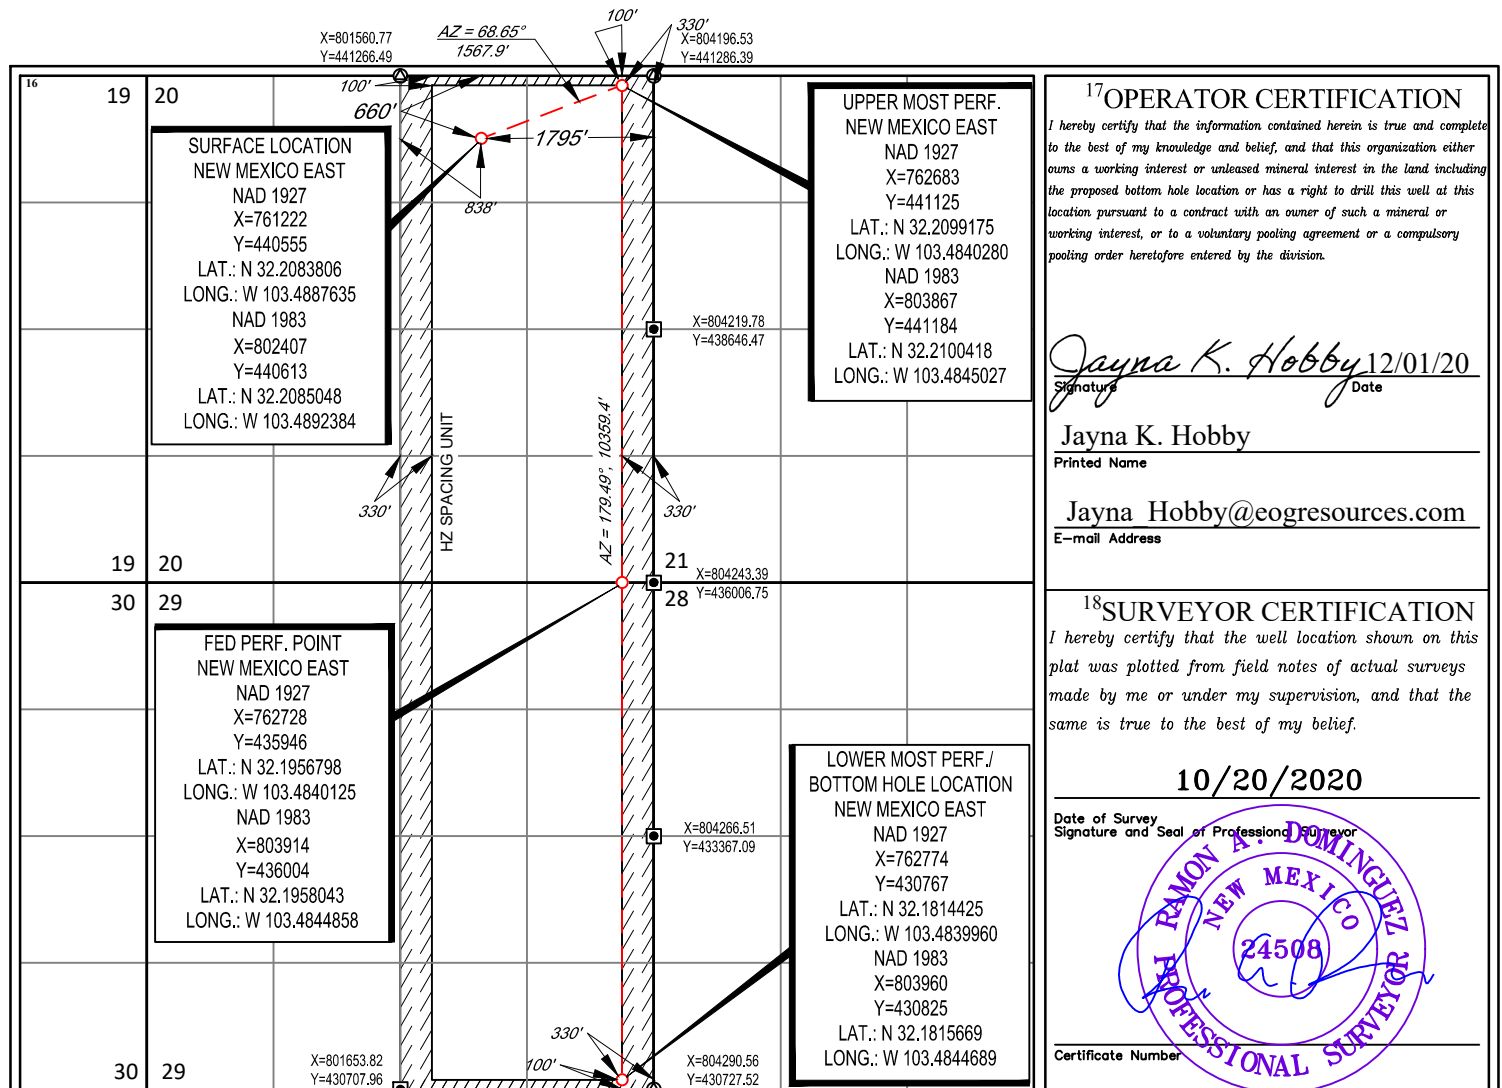 100'
330'
X=801560.77
Y=441266.49
AZ = 68.65°
1567.9'
X=804196.53
Y=441286.39
16
19 20
100'
660'
1795'
838'
SURFACE LOCATION
NEW MEXICO EAST
NAD 1927
X=761222
Y=440555
LAT.: N 32.2083806
LONG.: W 103.4887635
NAD 1983
X=802407
Y=440613
LAT.: N 32.2085048
LONG.: W 103.4892384
UPPER MOST PERF.
NEW MEXICO EAST
NAD 1927
X=762683
Y=441125
LAT.: N 32.2099175
LONG.: W 103.4840280
NAD 1983
X=803867
Y=441184
LAT.: N 32.2100418
LONG.: W 103.4845027
X=804219.78
Y=438646.47
HZ SPACING UNIT
AZ = 179.49°, 10359.4'
330'
330'
19 20
21
X=804243.39
Y=436006.75
30 29
28
FED PERF. POINT
NEW MEXICO EAST
NAD 1927
X=762728
Y=435946
LAT.: N 32.1956798
LONG.: W 103.4840125
NAD 1983
X=803914
Y=436004
LAT.: N 32.1958043
LONG.: W 103.4844858
X=804266.51
Y=433367.09
LOWER MOST PERF./
BOTTOM HOLE LOCATION
NEW MEXICO EAST
NAD 1927
X=762774
Y=430767
LAT.: N 32.1814425
LONG.: W 103.4839960
NAD 1983
X=803960
Y=430825
LAT.: N 32.1815669
LONG.: W 103.4844689
330'
100'
X=801653.82
Y=430707.96
X=804290.56
Y=430727.52
30 29
17OPERATOR CERTIFICATION
I hereby certify that the information contained herein is true and complete
to the best of my knowledge and belief, and that this organization either
owns a working interest or unleased mineral interest in the land including
the proposed bottom hole location or has a right to drill this well at this
location pursuant to a contract with an owner of such a mineral or
working interest, or to a voluntary pooling agreement or a compulsory
pooling order heretofore entered by the division.
Jayna K. Hobby 12/01/20
Signature Date
Jayna K. Hobby
Printed Name
Jayna_Hobby@eogresources.com
E-mail Address
18SURVEYOR CERTIFICATION
I hereby certify that the well location shown on this
plat was plotted from field notes of actual surveys
made by me or under my supervision, and that the
same is true to the best of my belief.
10/20/2020
Date of Survey
Signature and Seal of Professional Surveyor
RAMON A. DOMINGUEZ
NEW MEXICO
24508
PROFESSIONAL SURVEYOR
Certificate Number